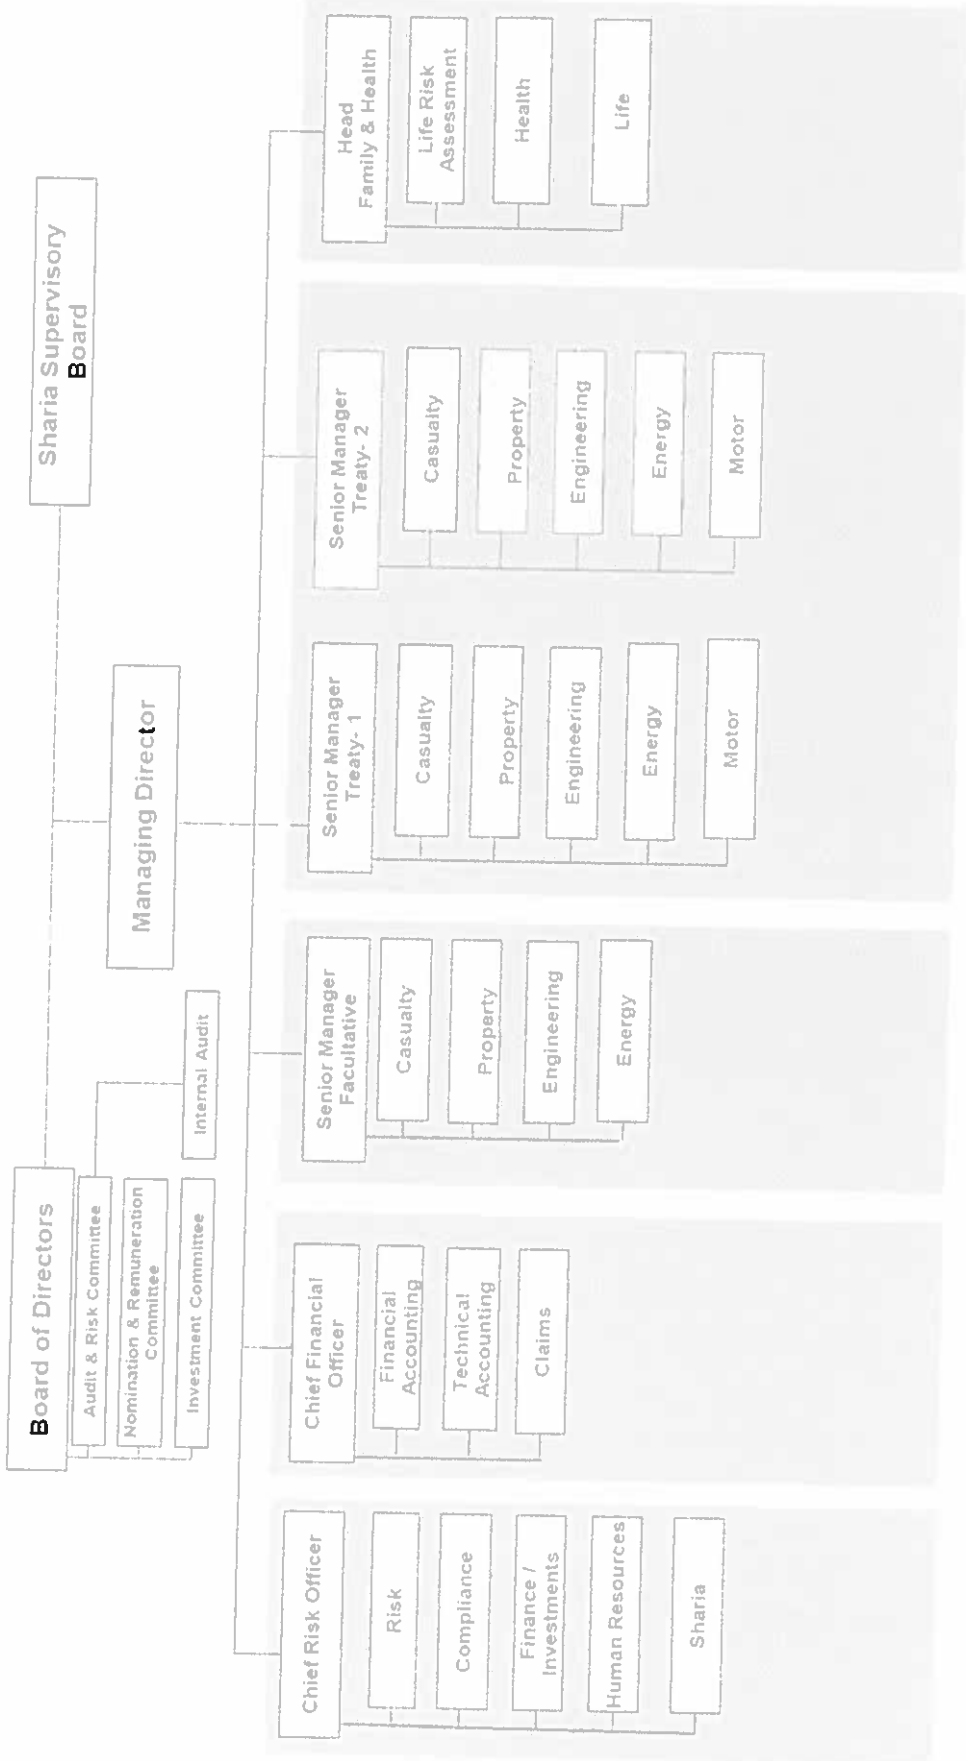 Board of Directors
Audit & Risk Committee
Nomination & Remuneration
Committee
Investment Committee
Internal Audit
Sharia Supervisory
Board
Managing Director
Chief Risk Officer
Risk
Compliance
Finance /
Investments
Human Resources
Sharia
Chief Financial
Officer
Financial
Accounting
Technical
Accounting
Claims
Senior Manager
Facultative
Casualty
Property
Engineering
Energy
Senior Manager
Treaty- 1
Casualty
Property
Engineering
Energy
Motor
Senior Manager
Treaty- 2
Casualty
Property
Engineering
Energy
Motor
Head
Family & Health
Life Risk
Assessment
Health
Life